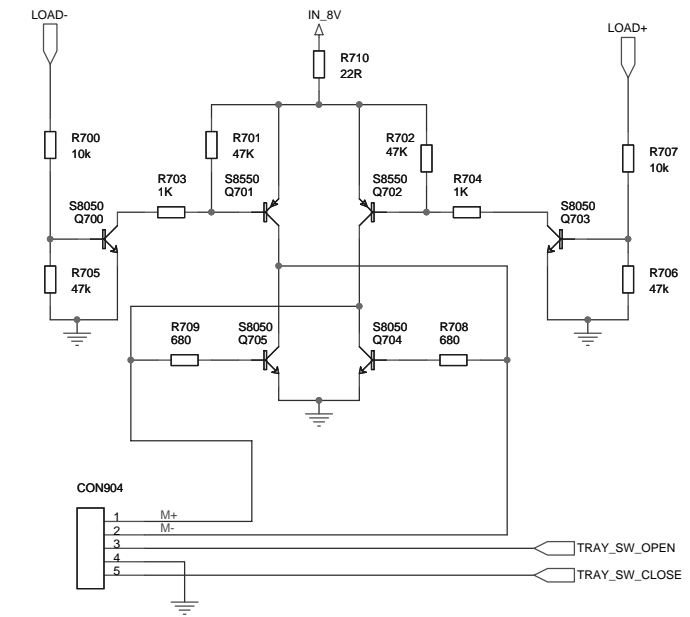 LOAD-
IN_8V
LOAD+
R710
22R
R700
10k
R701
47K
R702
47K
R707
10k
R703
1K
S8550
Q701
S8550
Q702
R704
1K
S8050
Q700
S8050
Q703
R705
47k
R706
47k
R709
680
S8050
Q705
S8050
Q704
R708
680
CON904
1
M+
2
M-
3
TRAY_SW_OPEN
4
5
TRAY_SW_CLOSE